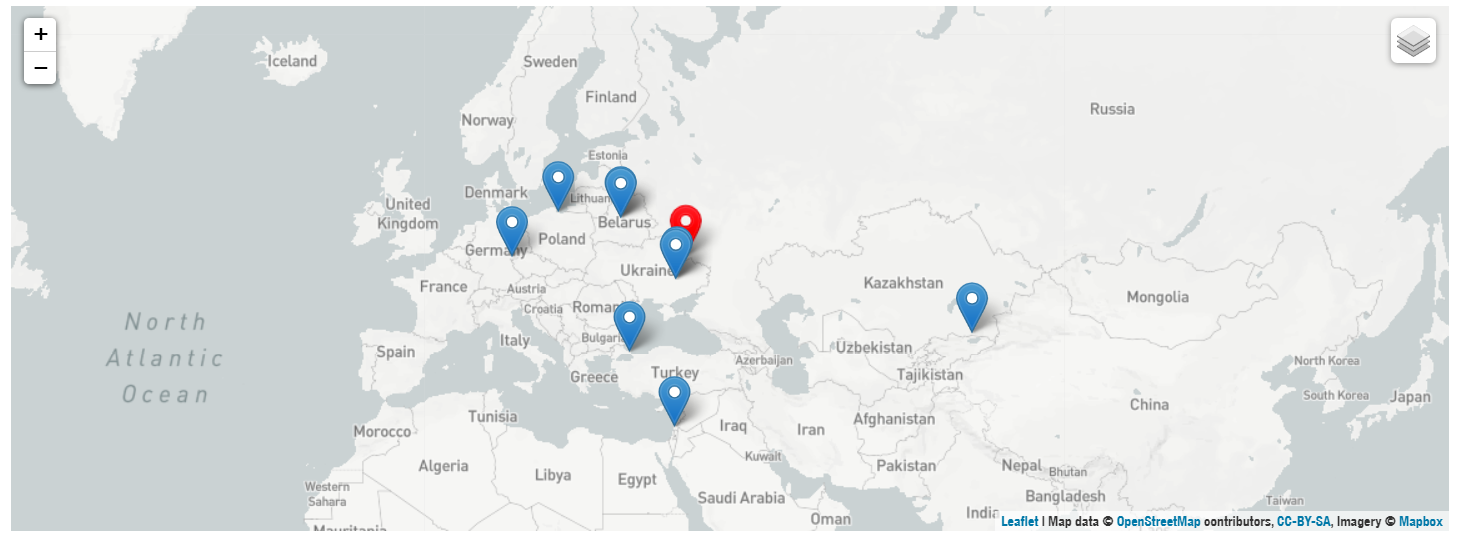 +
−
Iceland
Sweden
Finland
Russia
Norway
Estonia
Denmark
Lithuan
United
Kingdom
Belarus
Poland
Germany
Ukraine
Kazakhstan
France
Austria
Mongolia
Croatia
Roman
North
Atlantic
Ocean
Italy
Bulgari
Uzbekistan
Spain
Azerbaijan
North Korea
Turkey
Greece
Tajikistan
South Korea
Japan
China
Tunisia
Afghanistan
Morocco
Iraq
Iran
Kuwait
Algeria
Pakistan
Nepal
Bhutan
Libya
Egypt
Western
Sahara
Saudi Arabia
Bangladesh
Taiwan
Oman
India
Mauritania
Leaflet | Map data © OpenStreetMap contributors, CC-BY-SA, Imagery © Mapbox